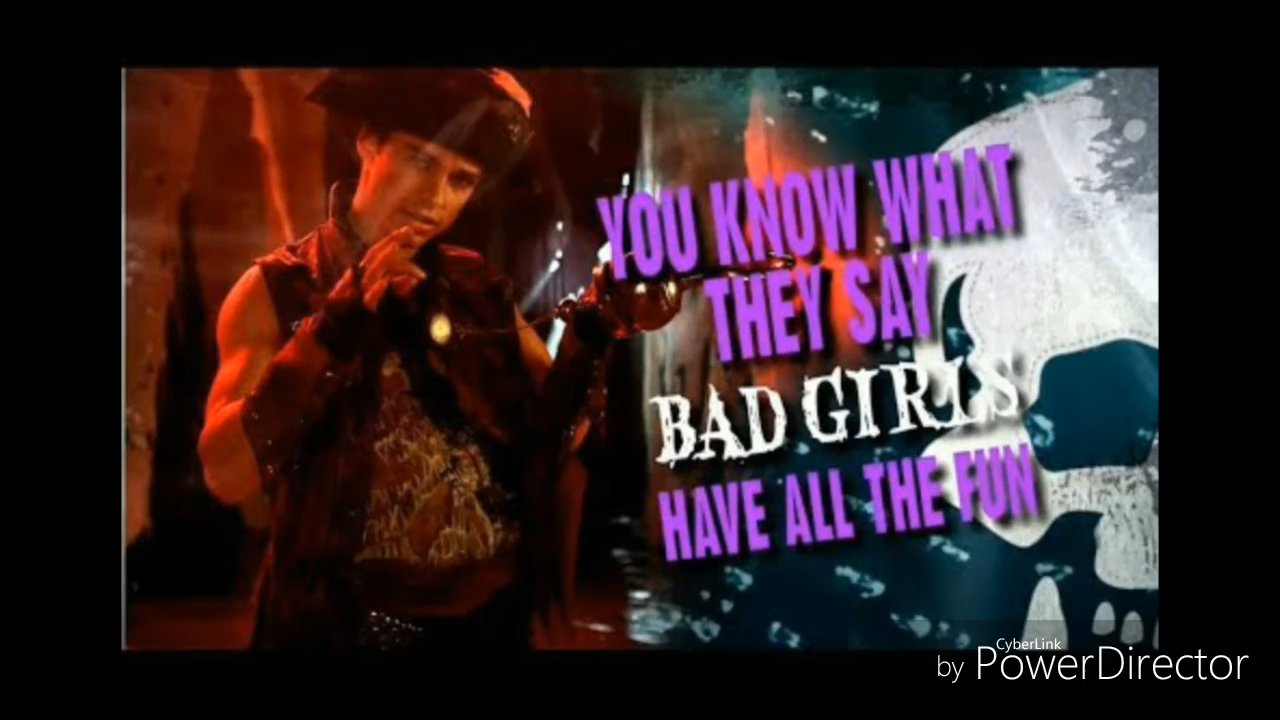 YOU KNOW WHAT
THEY SAY
BAD GIRLS
HAVE ALL THE FUN
CyberLink
by PowerDirector